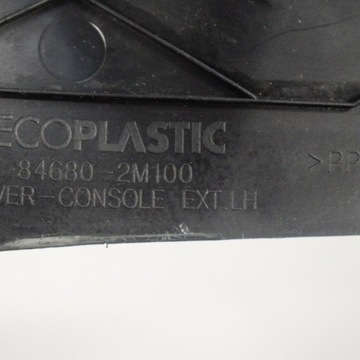 ECOPLASTIC
84680-2M100
>PP
VER-CONSOLE EXT.LH